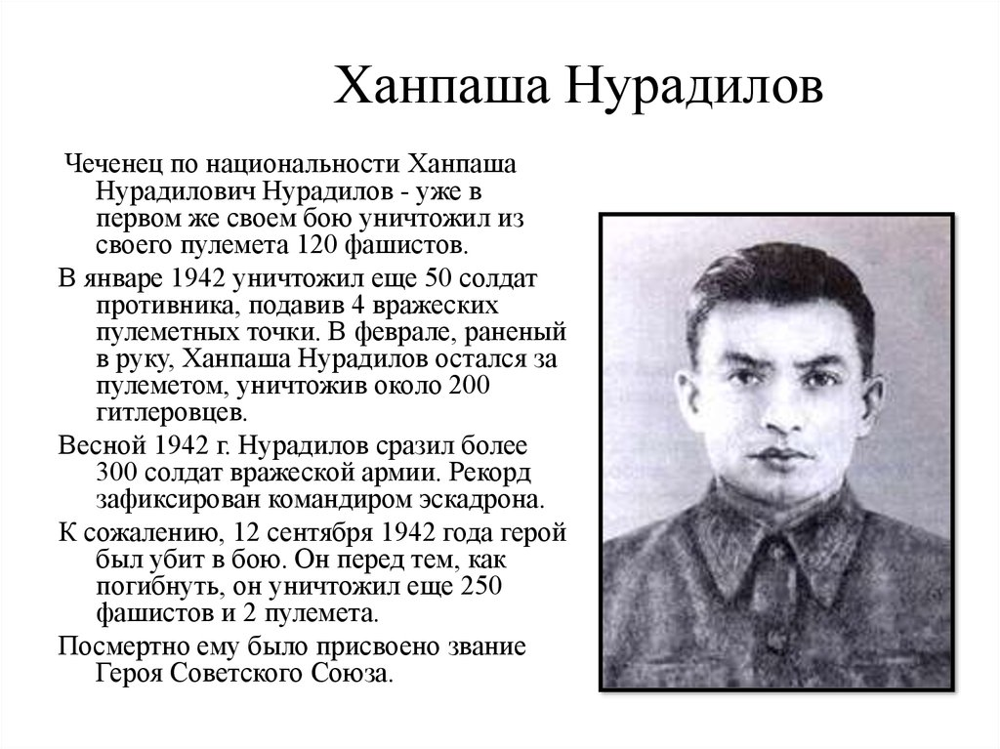 Ханпаша Нурадилов
Чеченец по национальности Ханпаша
Нурадилович Нурадилов - уже в
первом же своем бою уничтожил из
своего пулемета 120 фашистов.
В январе 1942 уничтожил еще 50 солдат
противника, подавив 4 вражеских
пулеметных точки. В феврале, раненый
в руку, Ханпаша Нурадилов остался за
пулеметом, уничтожив около 200
гитлеровцев.
Весной 1942 г. Нурадилов сразил более
300 солдат вражеской армии. Рекорд
зафиксирован командиром эскадрона.
К сожалению, 12 сентября 1942 года герой
был убит в бою. Он перед тем, как
погибнуть, он уничтожил еще 250
фашистов и 2 пулемета.
Посмертно ему было присвоено звание
Героя Советского Союза.